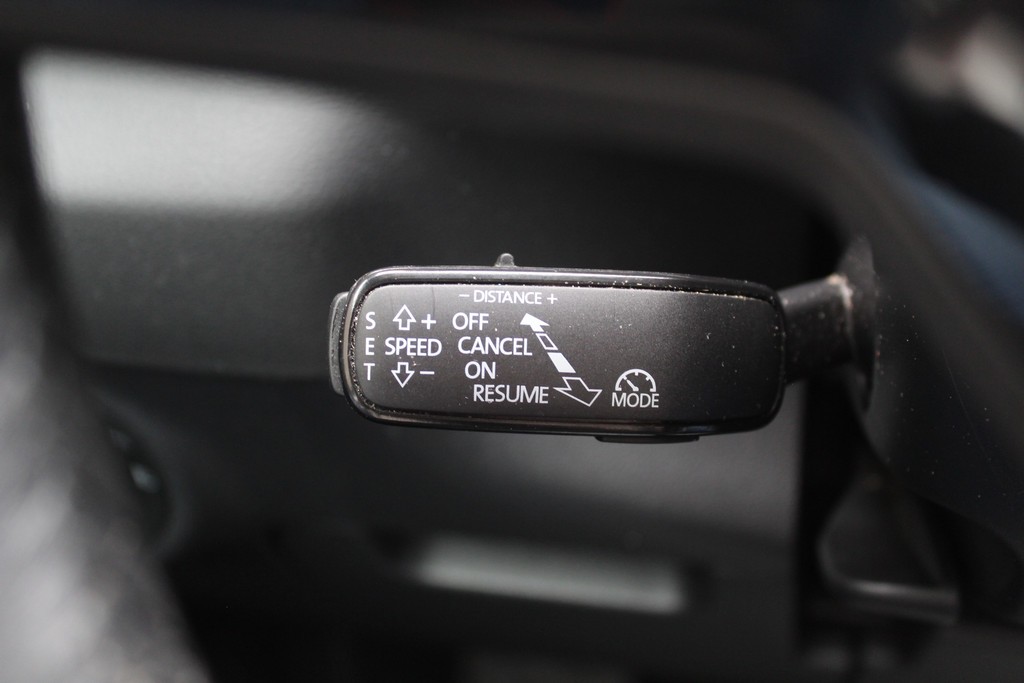 - DISTANCE +
S + OFF
E SPEED CANCEL
T - ON
RESUME
MODE